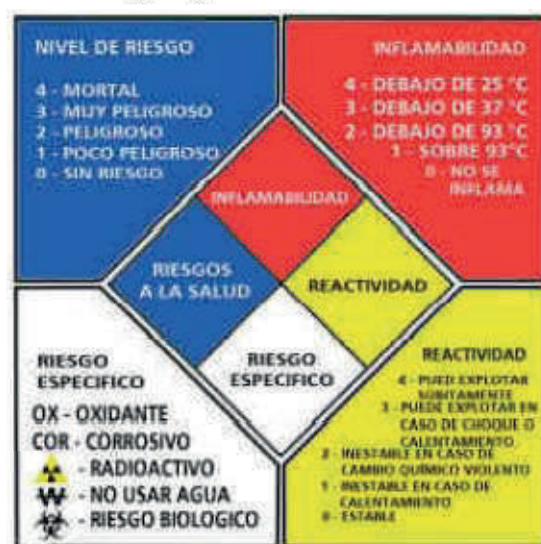 NIVEL DE RIESGO
4 - MORTAL
3 - MUY PELIGROSO
2 - PELIGROSO
1 - POCO PELIGROSO
0 - SIN RIESGO
INFLAMABILIDAD
4 - DEBAJO DE 25 °C
3 - DEBAJO DE 37 °C
2 - DEBAJO DE 93 °C
1 - SOBRE 93°C
0 - NO SE
INFLAMA
INFLAMABILIDAD
RIESGOS
A LA SALUD
REACTIVIDAD
RIESGO
ESPECIFICO
RIESGO
ESPECIFICO
OX - OXIDANTE
COR - CORROSIVO
- RADIOACTIVO
W - NO USAR AGUA
- RIESGO BIOLOGICO
REACTIVIDAD
4 - PUED EXPLOTAR
SUBITAMENTE
3 - PUEDE EXPLOTAR EN
CASO DE CHOQUE O
CALENTAMIENTO
2 - INESTABLE EN CASO DE
CAMBIO QUÍMICO VIOLENTO
1 - INESTABLE EN CASO DE
CALENTAMIENTO
0 - ESTABLE